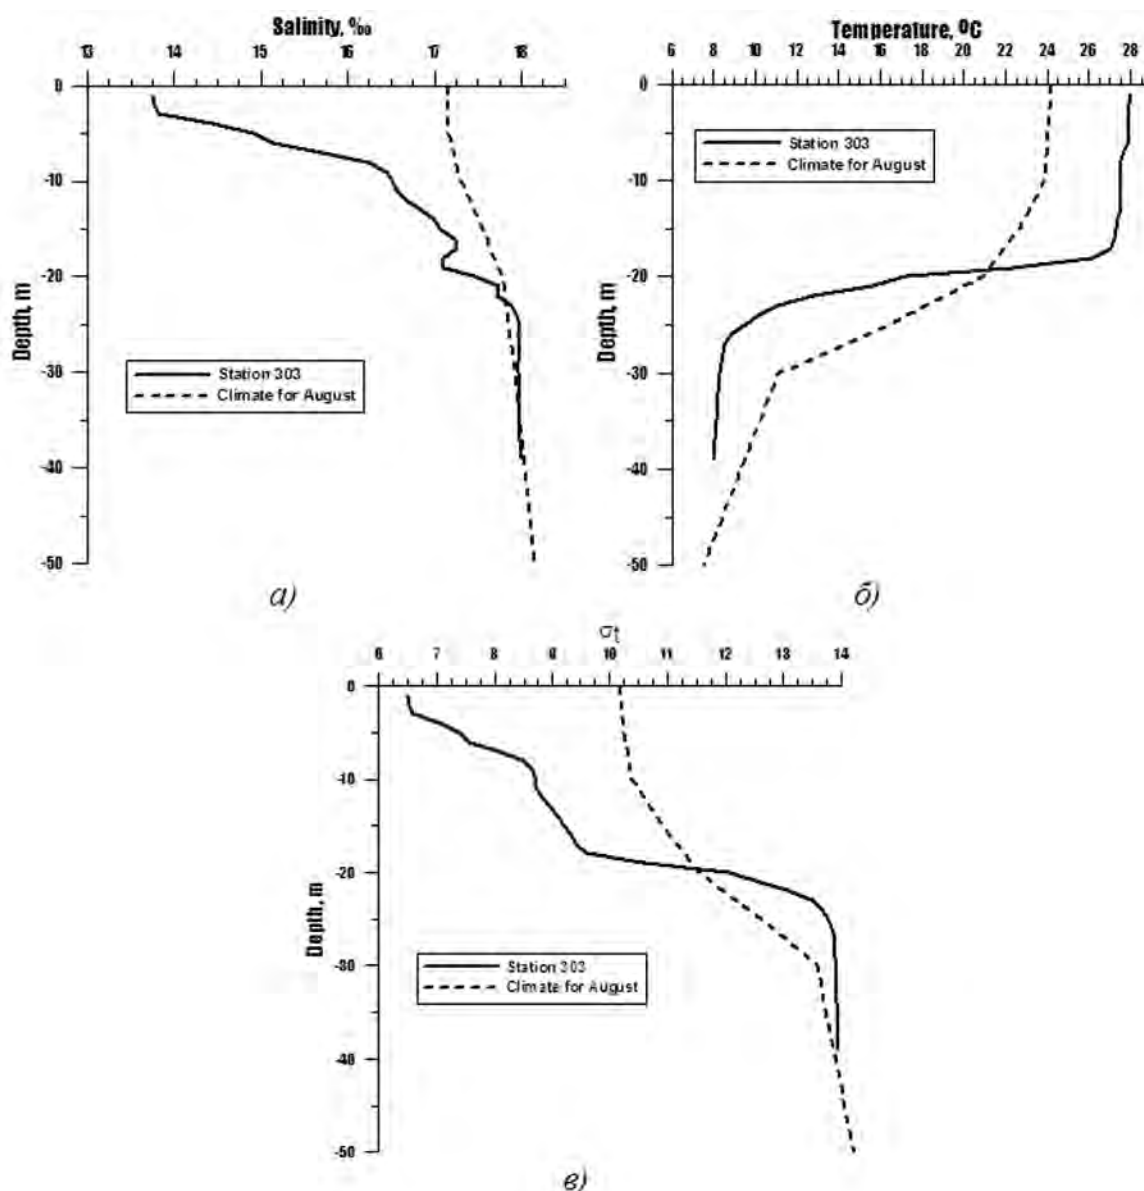 Salinity, ‰
13 14 15 16 17 18
0
-10
-20
-30
-40
-50
Depth, m
Station 303
Climate for August
а)
Temperature, ºC
6 8 10 12 14 16 18 20 22 24 26 28
0
-10
-20
-30
-40
-50
Depth, m
Station 303
Climate for August
б)
σt
6 7 8 9 10 11 12 13 14
0
-10
-20
-30
-40
-50
Depth, m
Station 303
Climate for August
в)